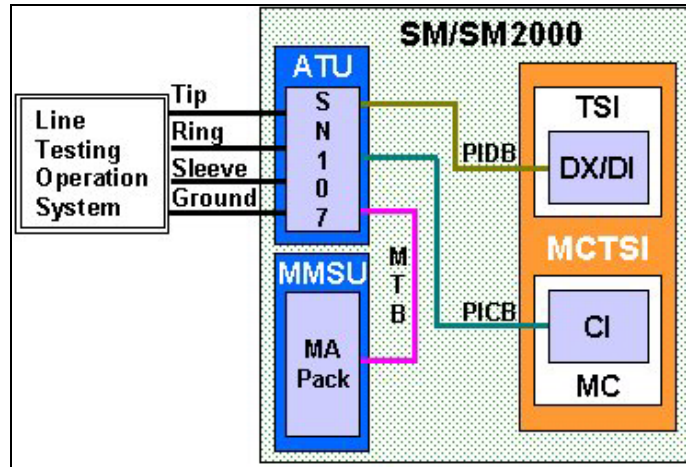 SM/SM2000
ATU
S
N
1
0
7
Line
Testing
Operation
System
Tip
Ring
Sleeve
Ground
PIDB
TSI
DX/DI
MCTSI
MMSU
MA
Pack
M
T
B
PICB
CI
MC